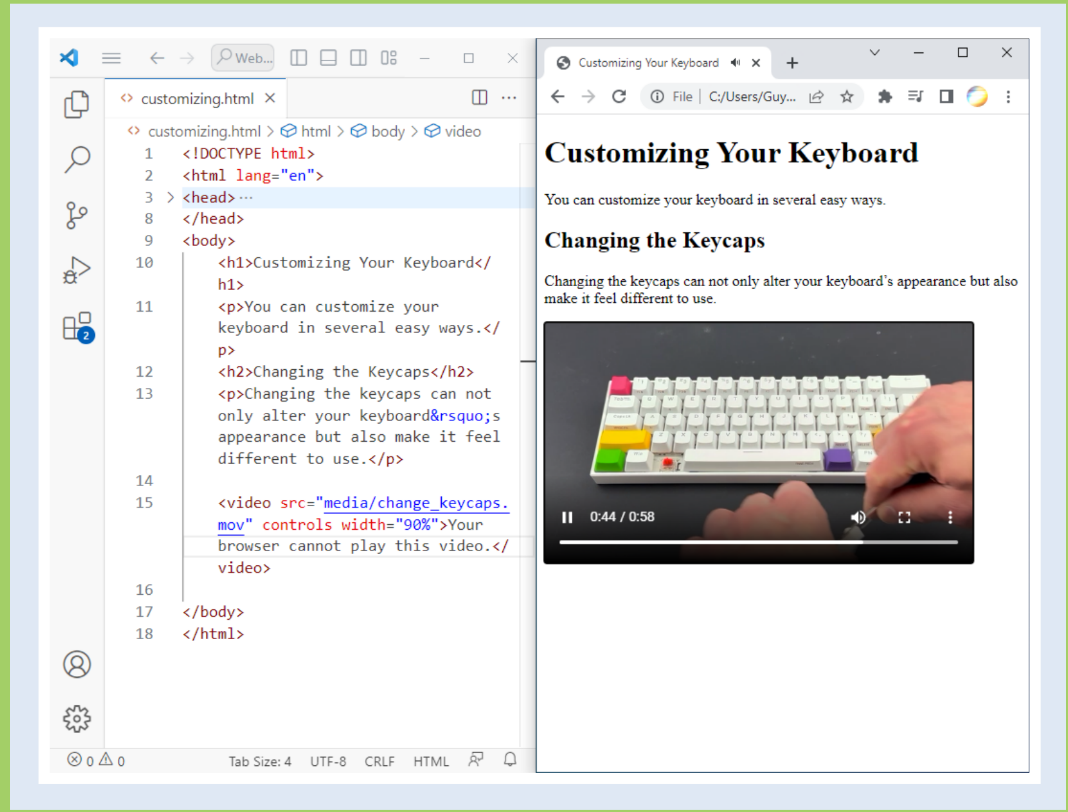 Web...
customizing.html
customizing.html > html > body > video
1 <!DOCTYPE html>
2 <html lang="en">
3 <head> ...
8 </head>
9 <body>
10 <h1>Customizing Your Keyboard</
h1>
11 <p>You can customize your
keyboard in several easy ways.</
p>
12 <h2>Changing the Keycaps</h2>
13 <p>Changing the keycaps can not
only alter your keyboard&rsquo;s
appearance but also make it feel
different to use.</p>
14
15 <video src="media/change_keycaps.
mov" controls width="90%">Your
browser cannot play this video.</
video>
16
17 </body>
18 </html>
2
0 0
Tab Size: 4 UTF-8 CRLF HTML
Customizing Your Keyboard
File C:/Users/Guy...
Customizing Your Keyboard
You can customize your keyboard in several easy ways.
Changing the Keycaps
Changing the keycaps can not only alter your keyboard’s appearance but also
make it feel different to use.
0:44 / 0:58